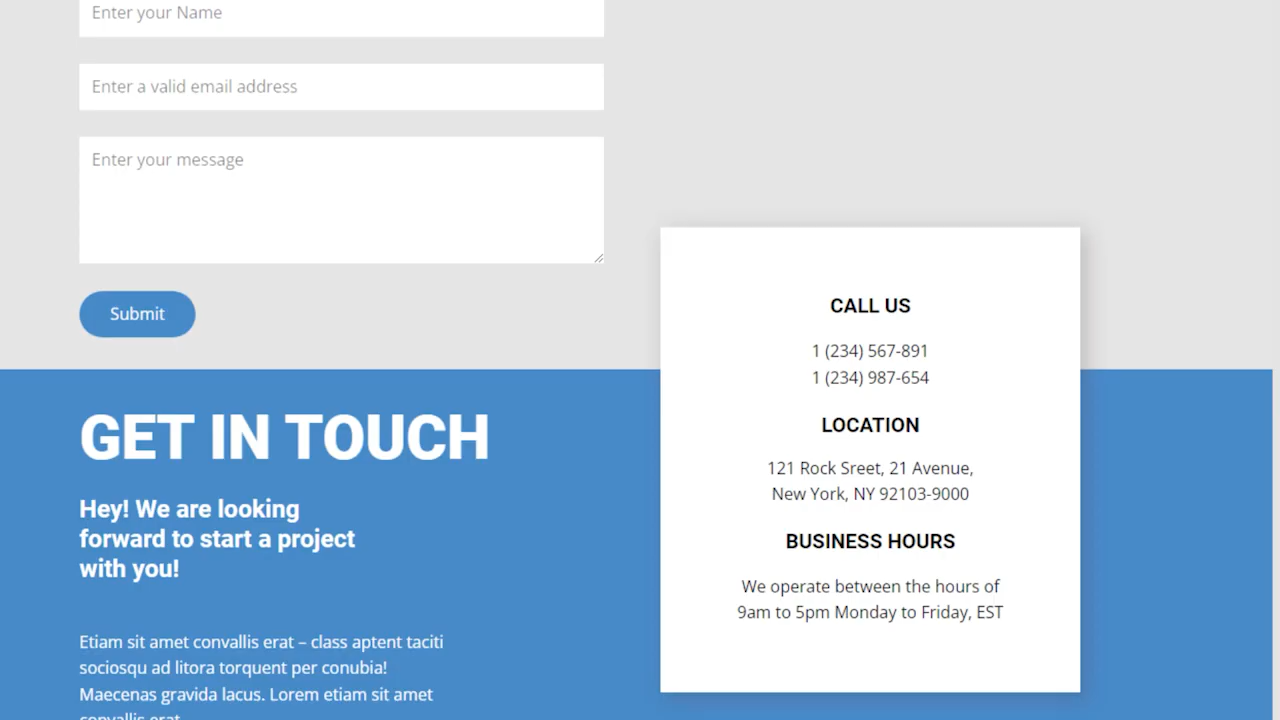 Enter your Name
Enter a valid email address
Enter your message
Submit
GET IN TOUCH
Hey! We are looking
forward to start a project
with you!
Etiam sit amet convallis erat – class aptent taciti
sociosqu ad litora torquent per conubia!
Maecenas gravida lacus. Lorem etiam sit amet
convallis erat
CALL US
1 (234) 567-891
1 (234) 987-654
LOCATION
121 Rock Sreet, 21 Avenue,
New York, NY 92103-9000
BUSINESS HOURS
We operate between the hours of
9am to 5pm Monday to Friday, EST